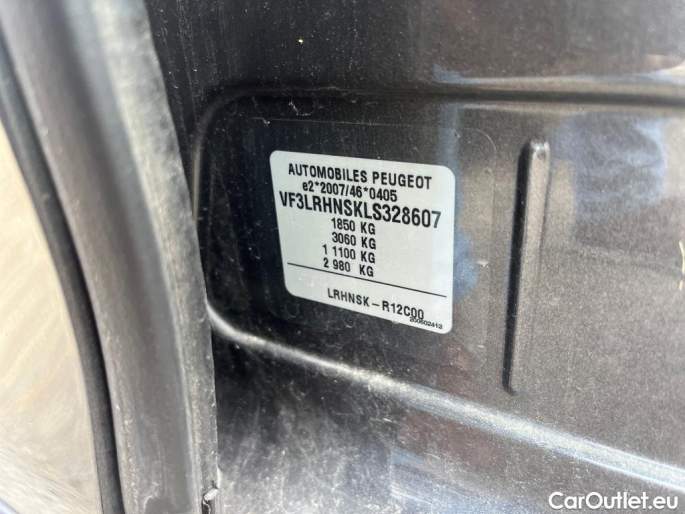 AUTOMOBILES PEUGEOT
e2*2007/46*0405
VF3LRHNSKLS328607
1850 KG
3060 KG
1 1100 KG
2 980 KG
LRHNSK-R12C00
CarOutlet.eu